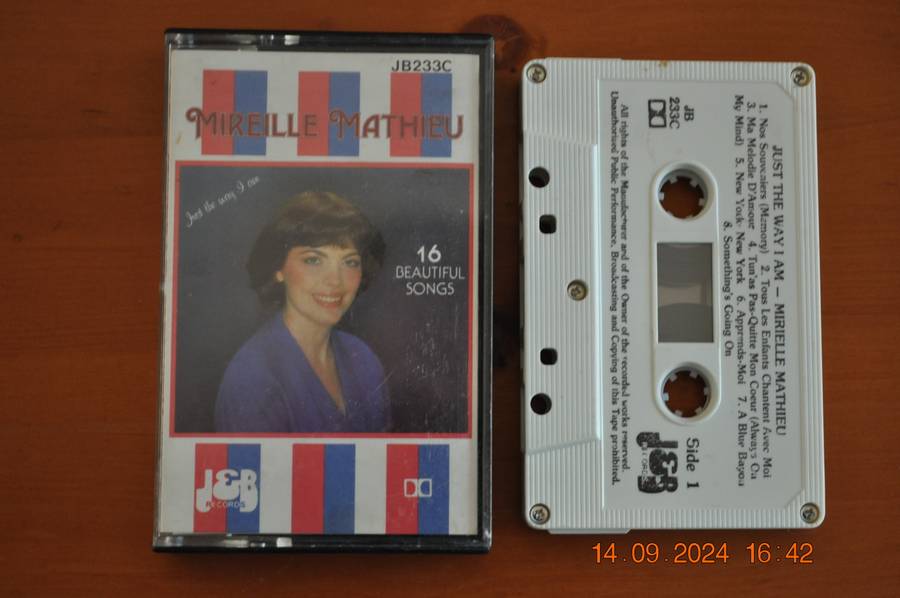 JB233C
MIREILLE MATHIEU
Just the way I am
16
BEAUTIFUL
SONGS
J&B
RECORDS
JUST THE WAY I AM — MIRIELLE MATHIEU
1. Nos Souveniers (Memory) 2. Tous Les Enfants Chantent Avec Moi
3. Ma Melodie D'Amour 4. Tun'as Pas-Quitte Mon Coeur (Always On
My Mind) 5. New York New York 6. Apprends-Moi 7. A Blue Bayou
8. Something's Going On
JB
233C
Side 1
J&B
RECORDS
All rights of the Manufacturer and of the Owner of the recorded works reserved.
Unauthorised Public Performance, Broadcasting and Copying of this Tape prohibited.
14.09.2024 16:42